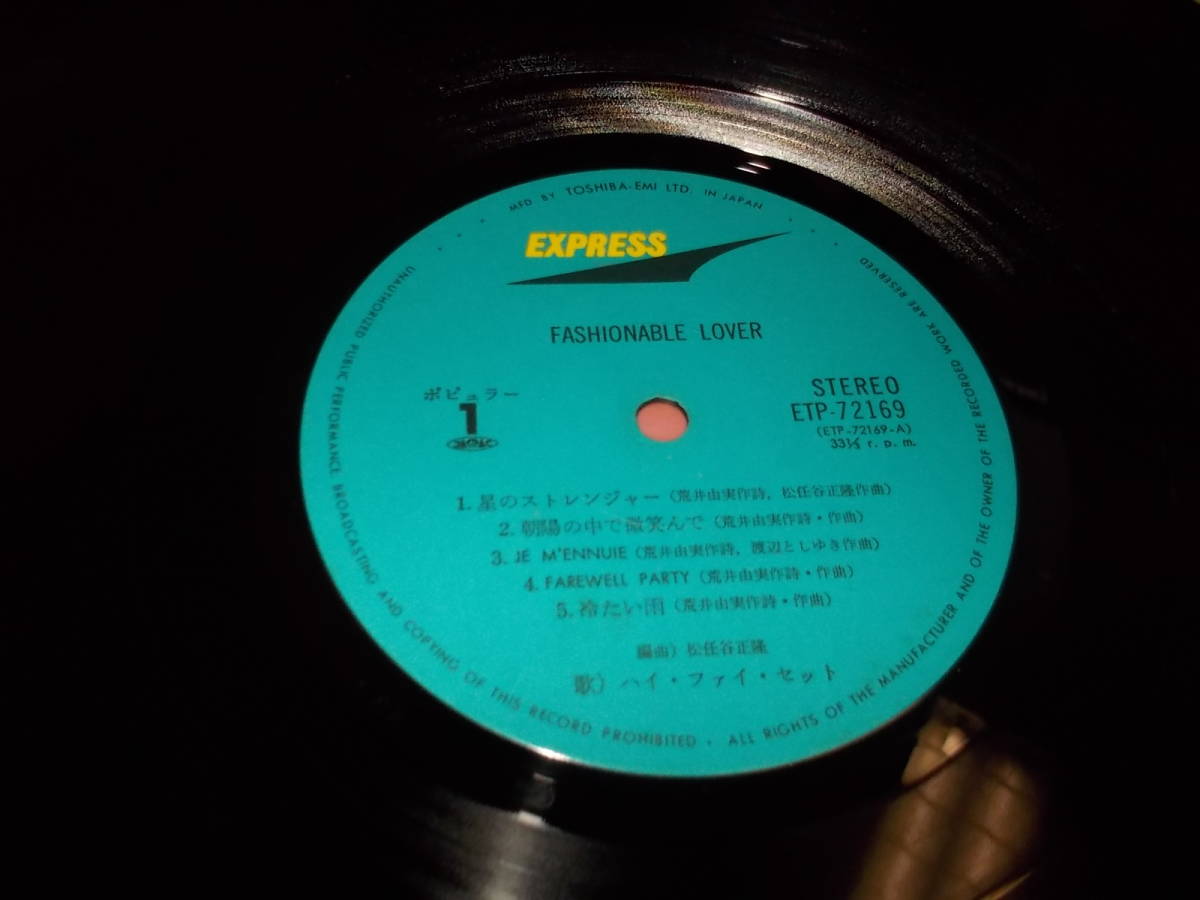 MFD BY TOSHIBA-EMI LTD. IN JAPAN
EXPRESS
FASHIONABLE LOVER
ポピュラー
1
STEREO
ETP-72169
(ETP-72169-A)
33⅓ r.p.m.
1. 星のストレンジャー (荒井由実作詩, 松任谷正隆作曲)
2. 朝陽の中で微笑んで (荒井由実作詩・作曲)
3. JE M'ENNUIE (荒井由実作詩, 渡辺としゆき作曲)
4. FAREWELL PARTY (荒井由実作詩・作曲)
5. 冷たい雨 (荒井由実作詩・作曲)
編曲) 松任谷正隆
歌) ハイ・ファイ・セット
UNAUTHORIZED PUBLIC PERFORMANCE BROADCASTING AND COPYING OF THIS RECORD PROHIBITED · ALL RIGHTS OF THE MANUFACTURER AND OF THE OWNER OF THE RECORDED WORK ARE RESERVED